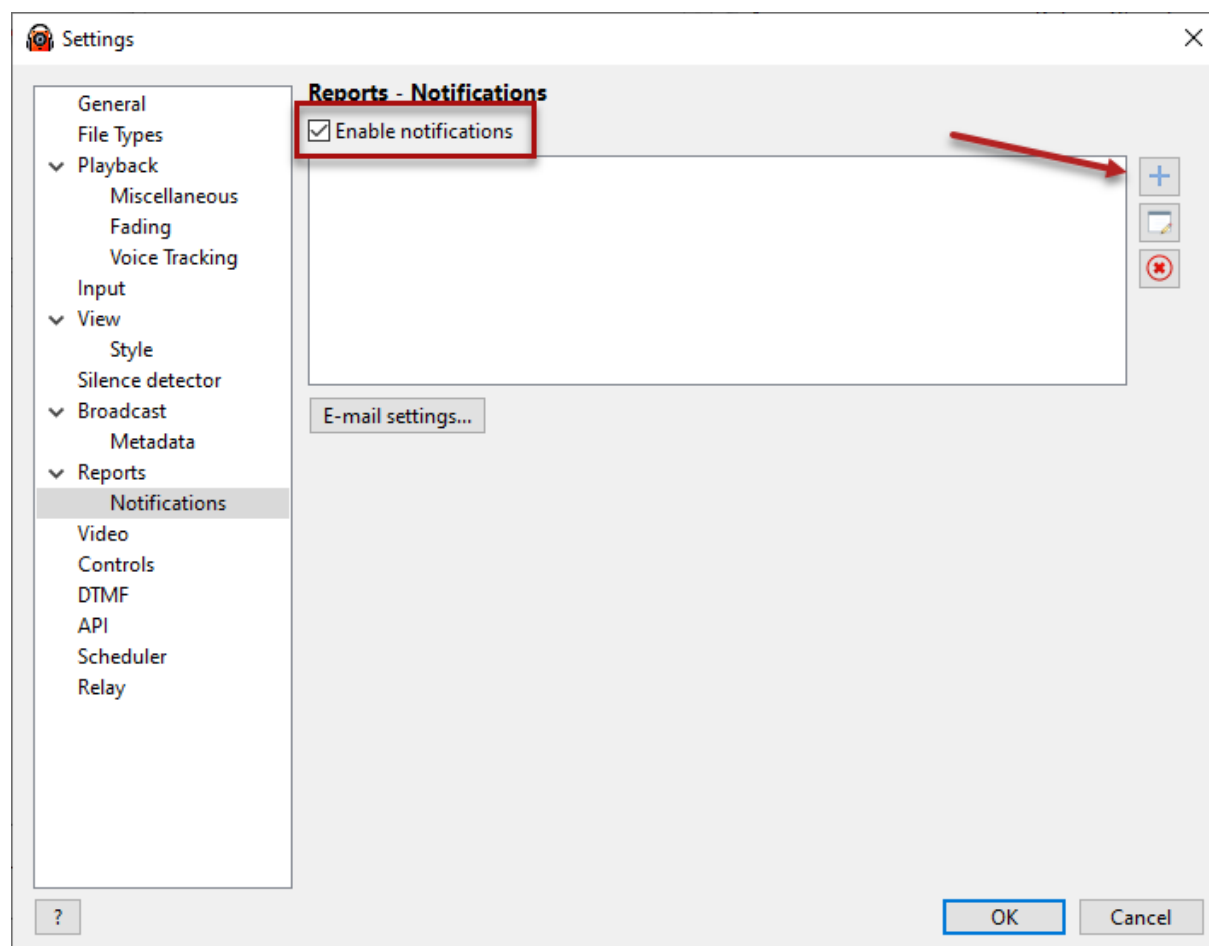 Settings
General
File Types
Playback
Miscellaneous
Fading
Voice Tracking
Input
View
Style
Silence detector
Broadcast
Metadata
Reports
Notifications
Video
Controls
DTMF
API
Scheduler
Relay
Reports - Notifications
Enable notifications
E-mail settings...
?
OK
Cancel